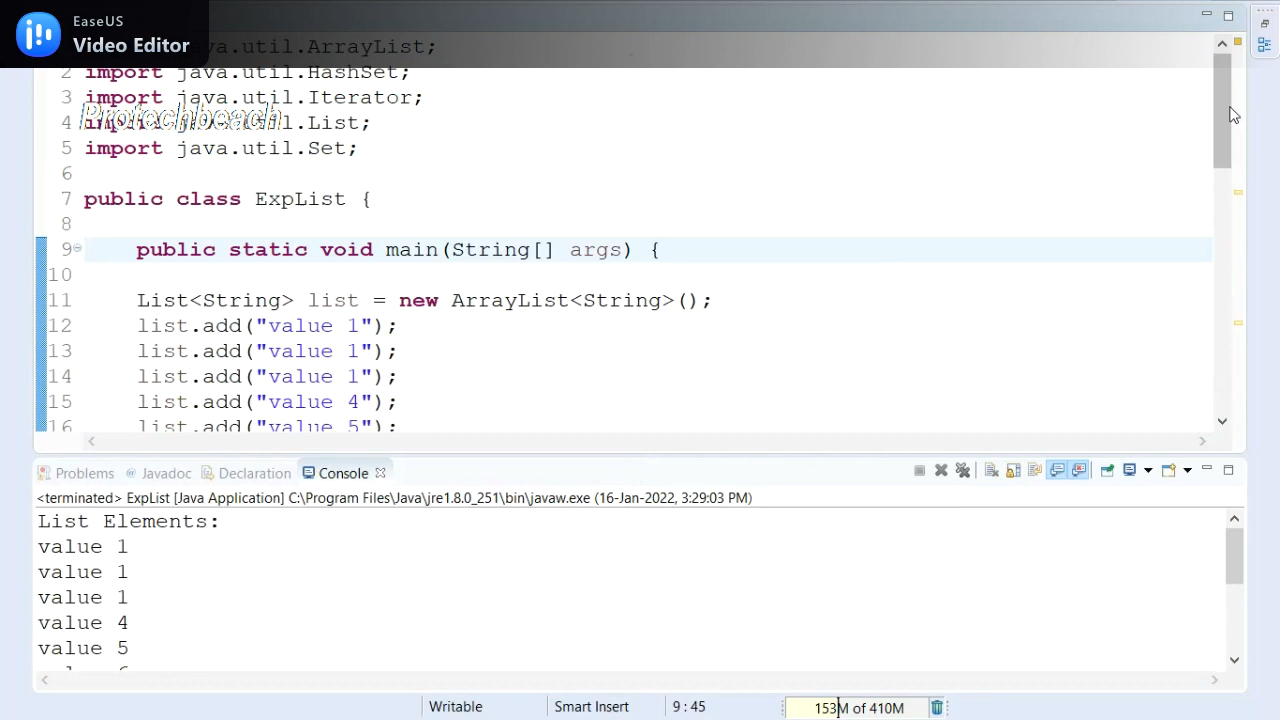 EaseUS
Video Editor
java.util.ArrayList;
2 import java.util.HashSet;
3 import java.util.Iterator;
Protechbeach
4 import java.util.List;
5 import java.util.Set;
6
7 public class ExpList {
8
9 public static void main(String[] args) {
10
11 List<String> list = new ArrayList<String>();
12 list.add("value 1");
13 list.add("value 1");
14 list.add("value 1");
15 list.add("value 4");
16 list.add("value 5");
Problems @ Javadoc Declaration Console
<terminated> ExpList [Java Application] C:\Program Files\Java\jre1.8.0_251\bin\javaw.exe (16-Jan-2022, 3:29:03 PM)
List Elements:
value 1
value 1
value 1
value 4
value 5
Writable Smart Insert 9 : 45 153M of 410M